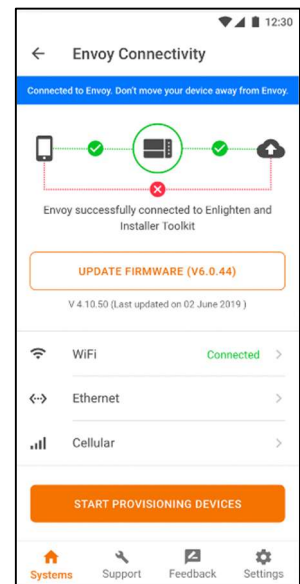 12:30
Envoy Connectivity
Connected to Envoy. Don't move your device away from Envoy.
Envoy successfully connected to Enlighten and
Installer Toolkit
UPDATE FIRMWARE (V6.0.44)
V 4.10.50 (Last updated on 02 June 2019 )
WiFi Connected
Ethernet
Cellular
START PROVISIONING DEVICES
Systems Support Feedback Settings